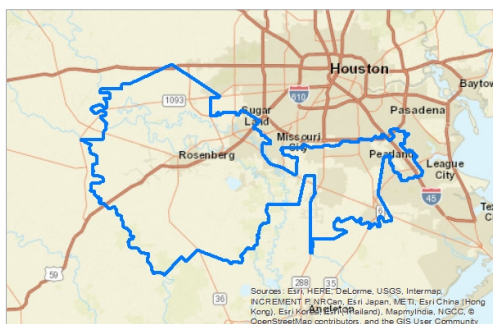 Houston
Baytow
610
1093
Sugar
Land
Pasadena
Missouri
City
Rosenberg
Pearland
League
City
45
Te
Ci
59
288
35
36
Angleton
Sources: Esri, HERE, DeLorme, USGS, Intermap,
INCREMENT P, NRCan, Esri Japan, METI, Esri China (Hong
Kong), Esri Korea, Esri (Thailand), MapmyIndia, NGCC, ©
OpenStreetMap contributors, and the GIS User Community